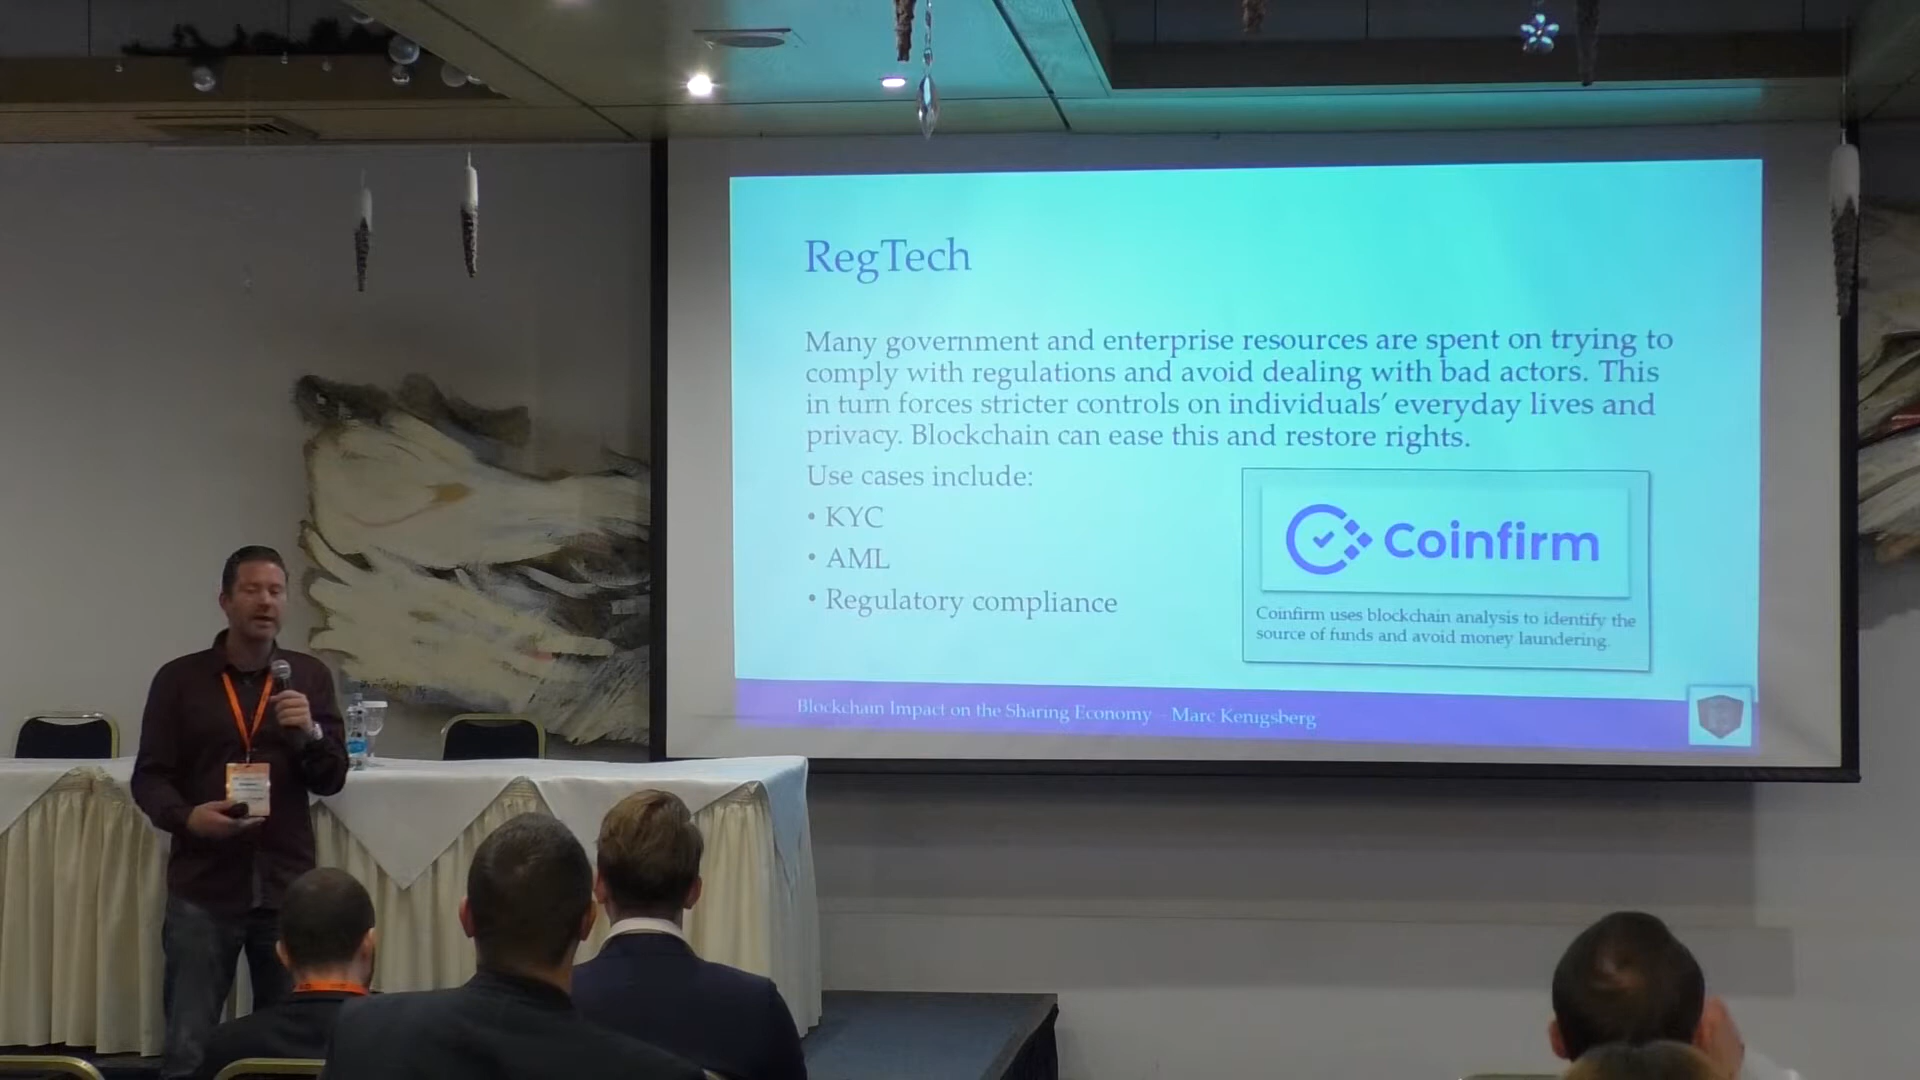 RegTech
Many government and enterprise resources are spent on trying to
comply with regulations and avoid dealing with bad actors. This
in turn forces stricter controls on individuals’ everyday lives and
privacy. Blockchain can ease this and restore rights.
Use cases include:
• KYC
• AML
• Regulatory compliance
Coinfirm
Coinfirm uses blockchain analysis to identify the
source of funds and avoid money laundering.
Blockchain Impact on the Sharing Economy – Marc Kenigsberg